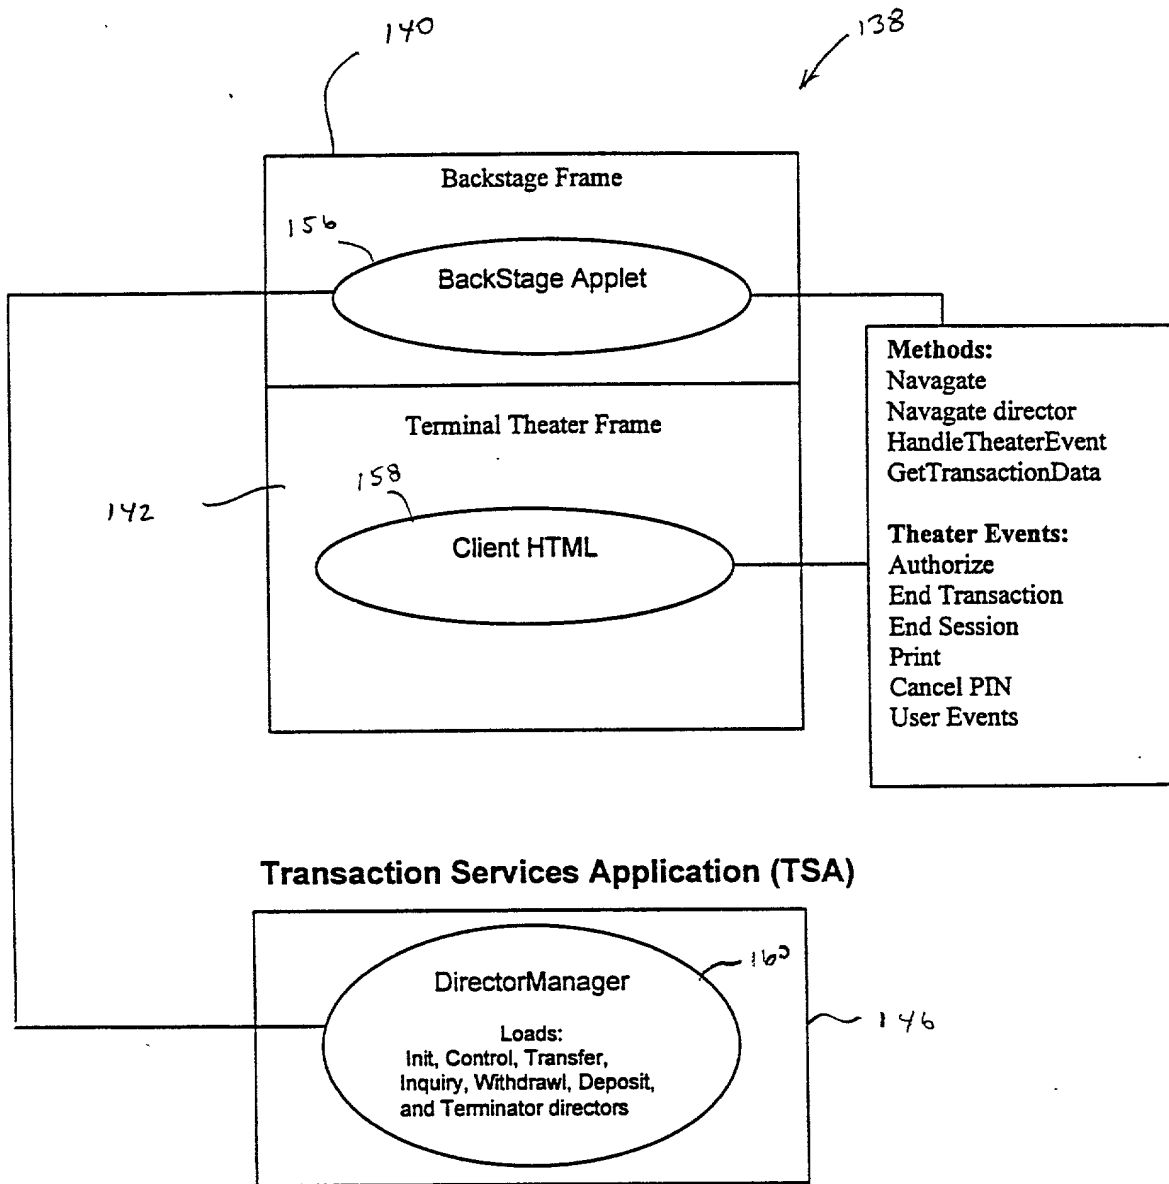 140
138
Backstage Frame
156
BackStage Applet
Methods:
Navagate
Navagate director
HandleTheaterEvent
GetTransactionData
Theater Events:
Authorize
End Transaction
End Session
Print
Cancel PIN
User Events
Terminal Theater Frame
142
158
Client HTML
Transaction Services Application (TSA)
160
DirectorManager
146
Loads:
Init, Control, Transfer,
Inquiry, Withdrawl, Deposit,
and Terminator directors